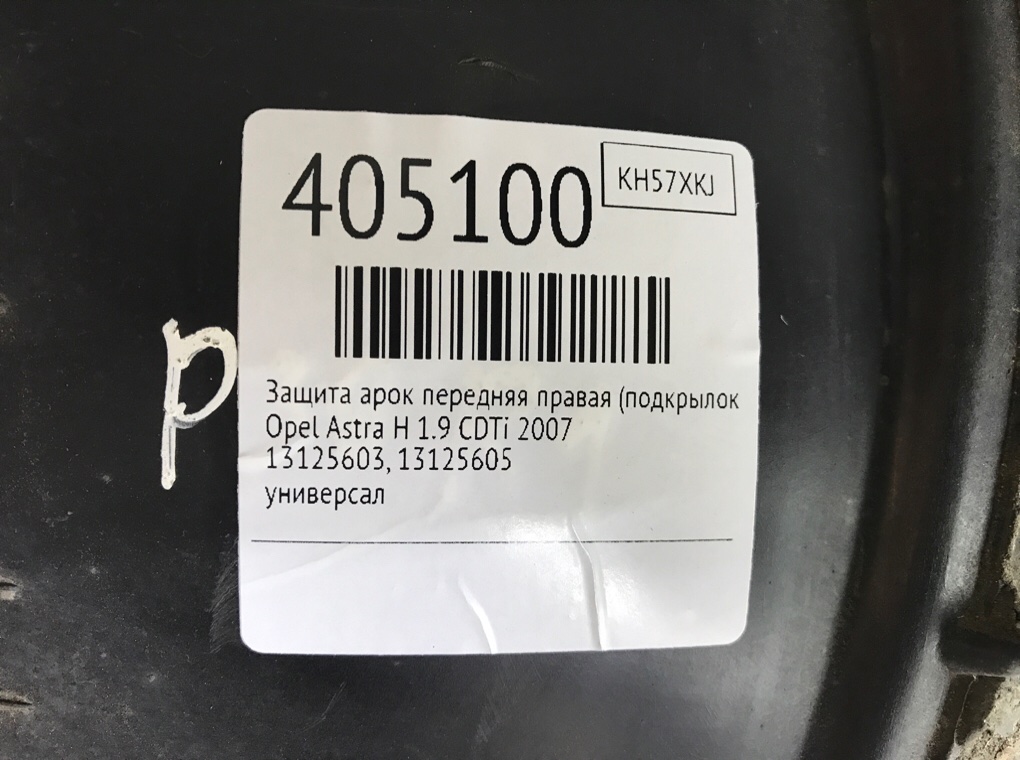 405100
KH57XKJ
Защита арок передняя правая (подкрылок
Opel Astra H 1.9 CDTi 2007
13125603, 13125605
универсал
P